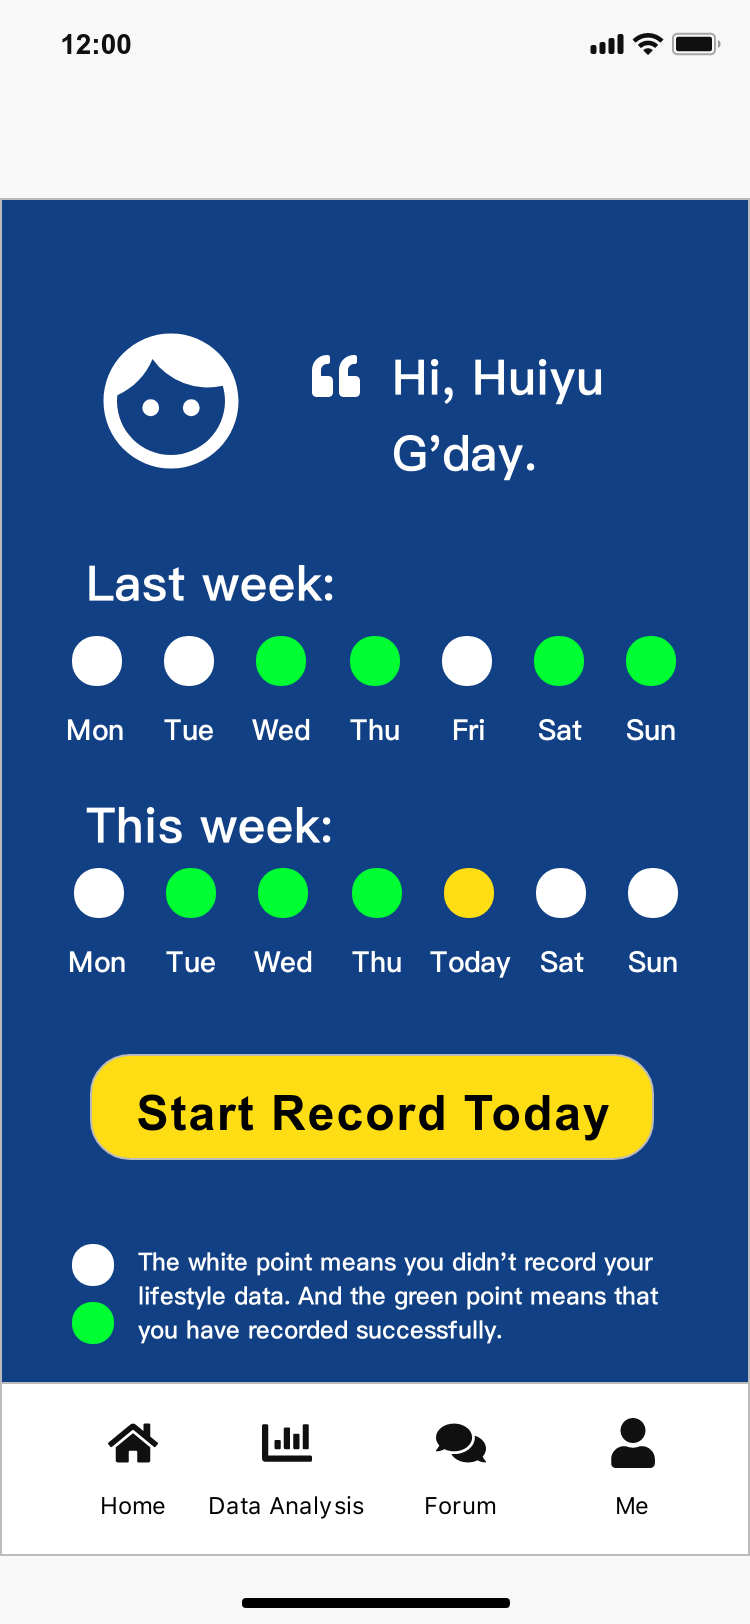 12:00
Hi, Huiyu
G’day.
Last week:
Mon Tue Wed Thu Fri Sat Sun
This week:
Mon Tue Wed Thu Today Sat Sun
Start Record Today
The white point means you didn’t record your
lifestyle data. And the green point means that
you have recorded successfully.
Home Data Analysis Forum Me